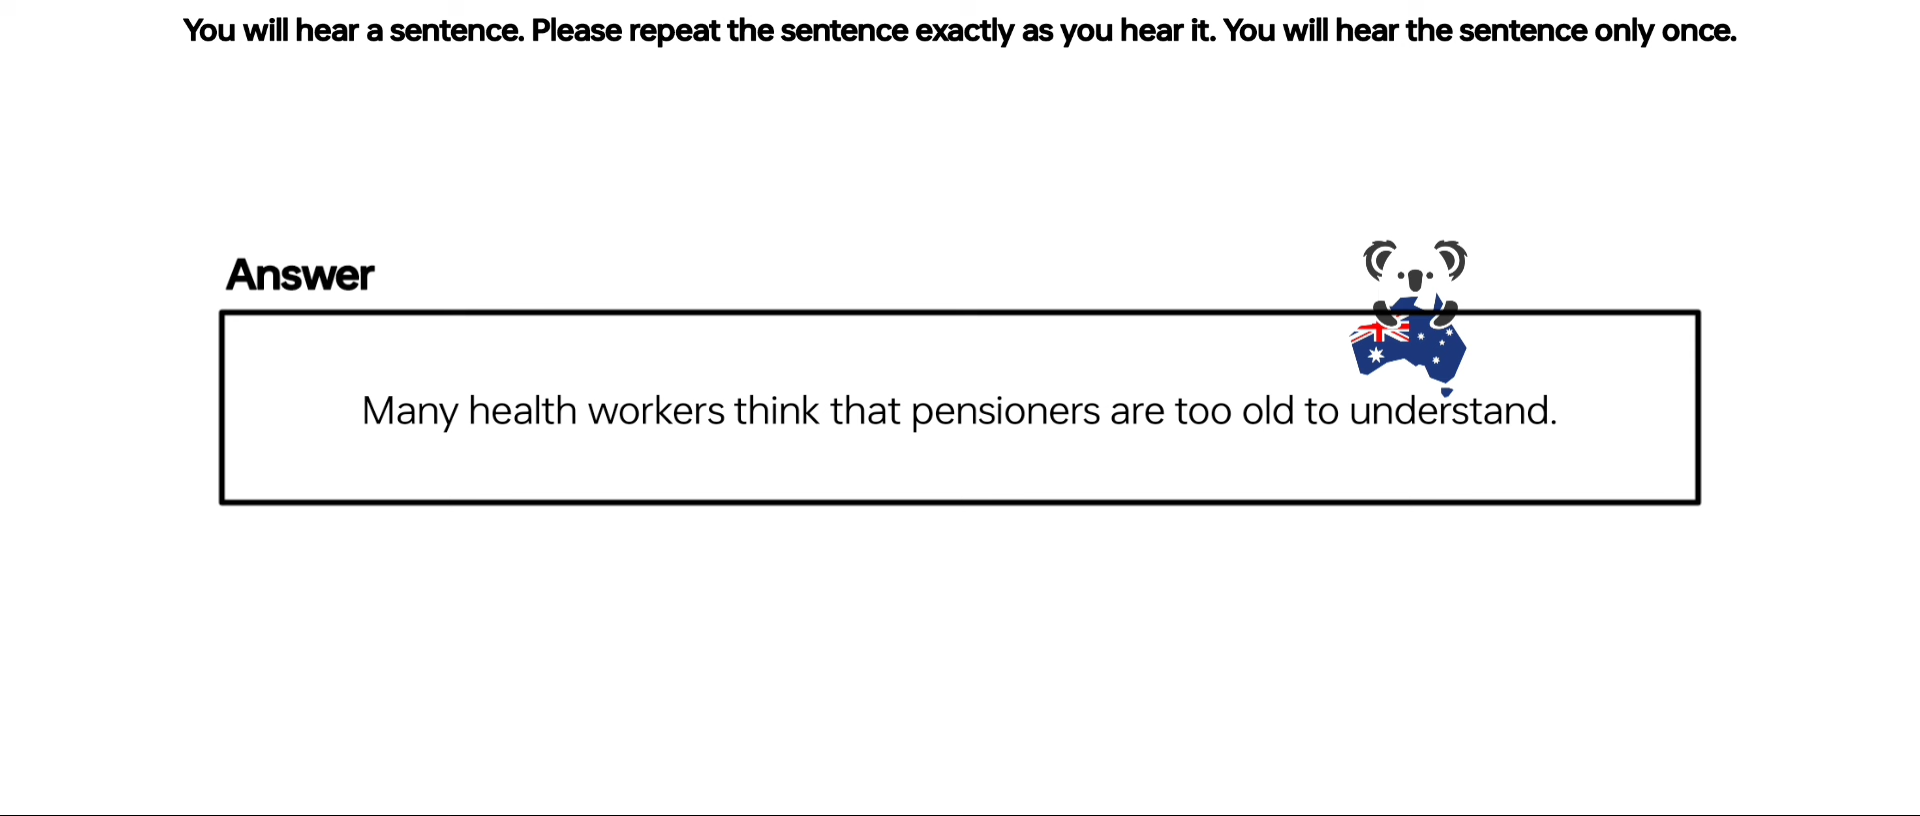 You will hear a sentence. Please repeat the sentence exactly as you hear it. You will hear the sentence only once.
Answer
Many health workers think that pensioners are too old to understand.